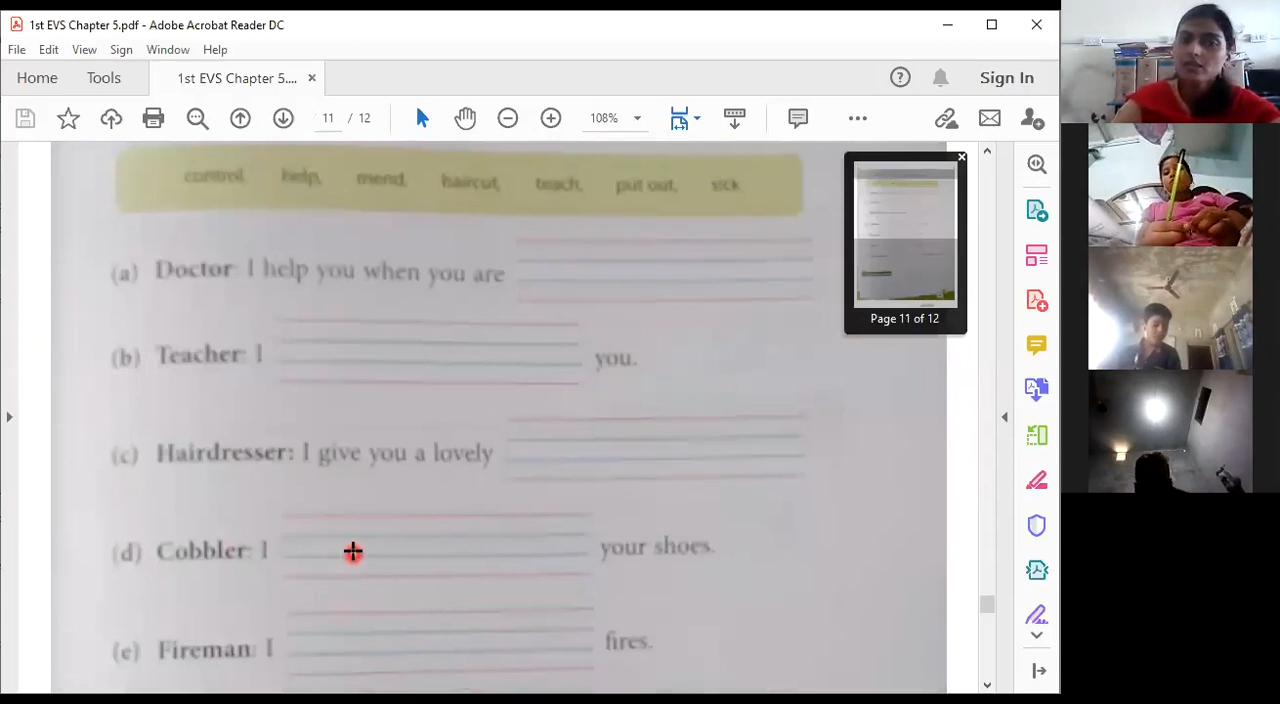 1st EVS Chapter 5.pdf - Adobe Acrobat Reader DC
File Edit View Sign Window Help
Home Tools 1st EVS Chapter 5.... × Sign In
11 / 12 108%
control, help, mend, haircut, teach, put out, sick
(a) Doctor: I help you when you are
(b) Teacher: I you.
(c) Hairdresser: I give you a lovely
(d) Cobbler: I your shoes.
(e) Fireman: I fires.
Page 11 of 12